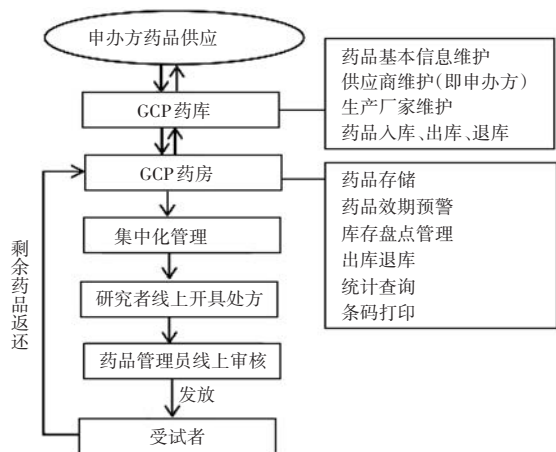 申办方药品供应
GCP药库
药品基本信息维护
供应商维护(即申办方)
生产厂家维护
药品入库、出库、退库
GCP药房
药品存储
药品效期预警
库存盘点管理
出库退库
统计查询
条码打印
集中化管理
研究者线上开具处方
药品管理员线上审核
发放
受试者
剩余药品返还